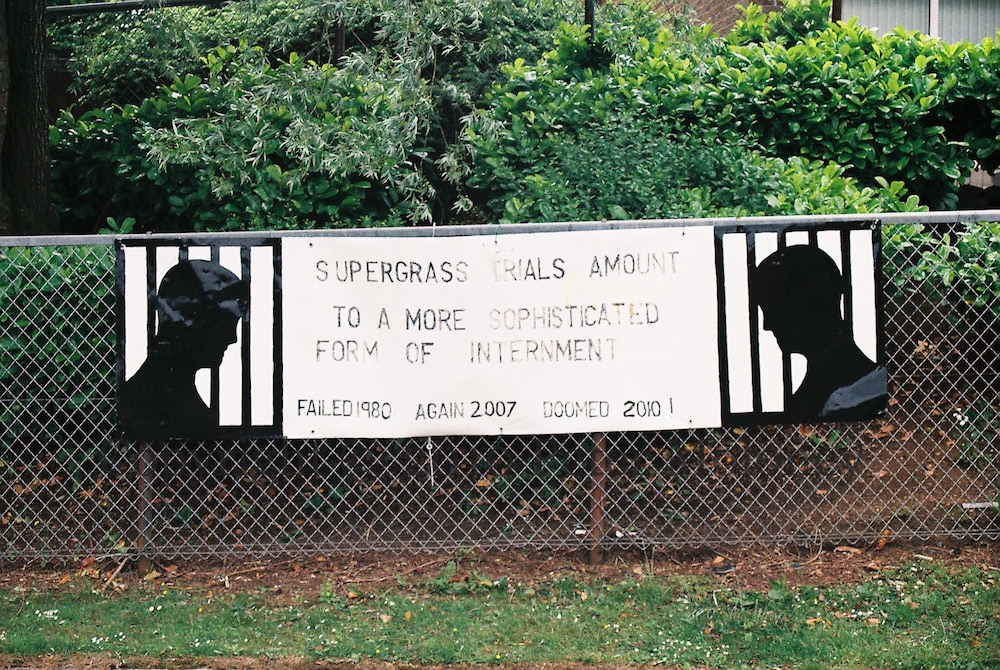 SUPERGRASS TRIALS AMOUNT
TO A MORE SOPHISTICATED
FORM OF INTERNMENT
FAILED 1980 AGAIN 2007 DOOMED 2010!